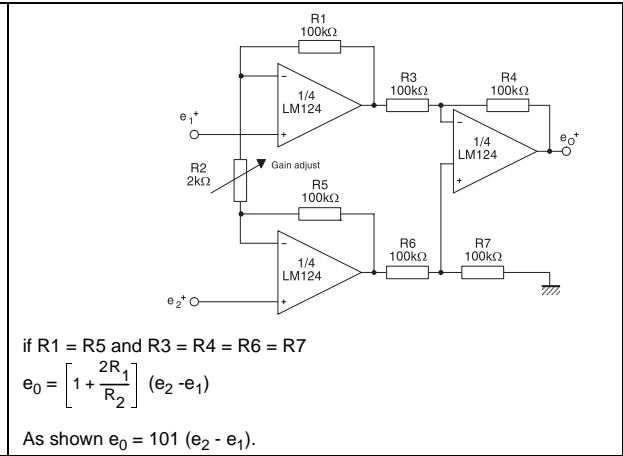 R1
100kΩ
1/4
LM124
e1+
R3
100kΩ
R4
100kΩ
1/4
LM124
eO+
R2
2kΩ
Gain adjust
R5
100kΩ
1/4
LM124
R6
100kΩ
R7
100kΩ
e2+
if R1 = R5 and R3 = R4 = R6 = R7
e0 = [1 + 2R1/R2] (e2 -e1)
As shown e0 = 101 (e2 - e1).